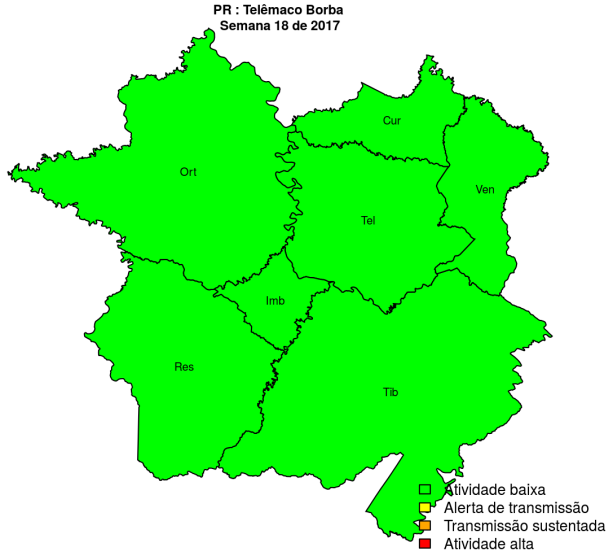 PR : Telêmaco Borba
Semana 18 de 2017
Cur
Ort
Ven
Tel
Imb
Res
Tib
Atividade baixa
Alerta de transmissão
Transmissão sustentada
Atividade alta